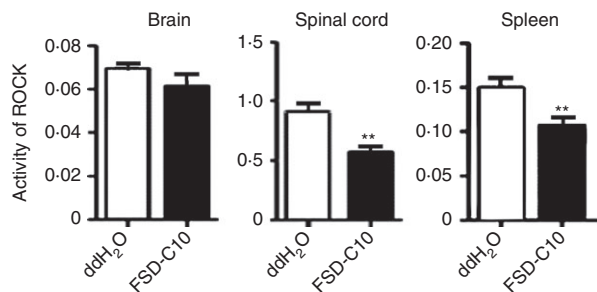 Brain
Spinal cord
Spleen
Activity of ROCK
0·08
0·06
0·04
0·02
0
ddH₂O
FSD-C10
1·5
1·0
0·5
0
**
ddH₂O
FSD-C10
0·20
0·15
0·10
0·05
0
**
ddH₂O
FSD-C10